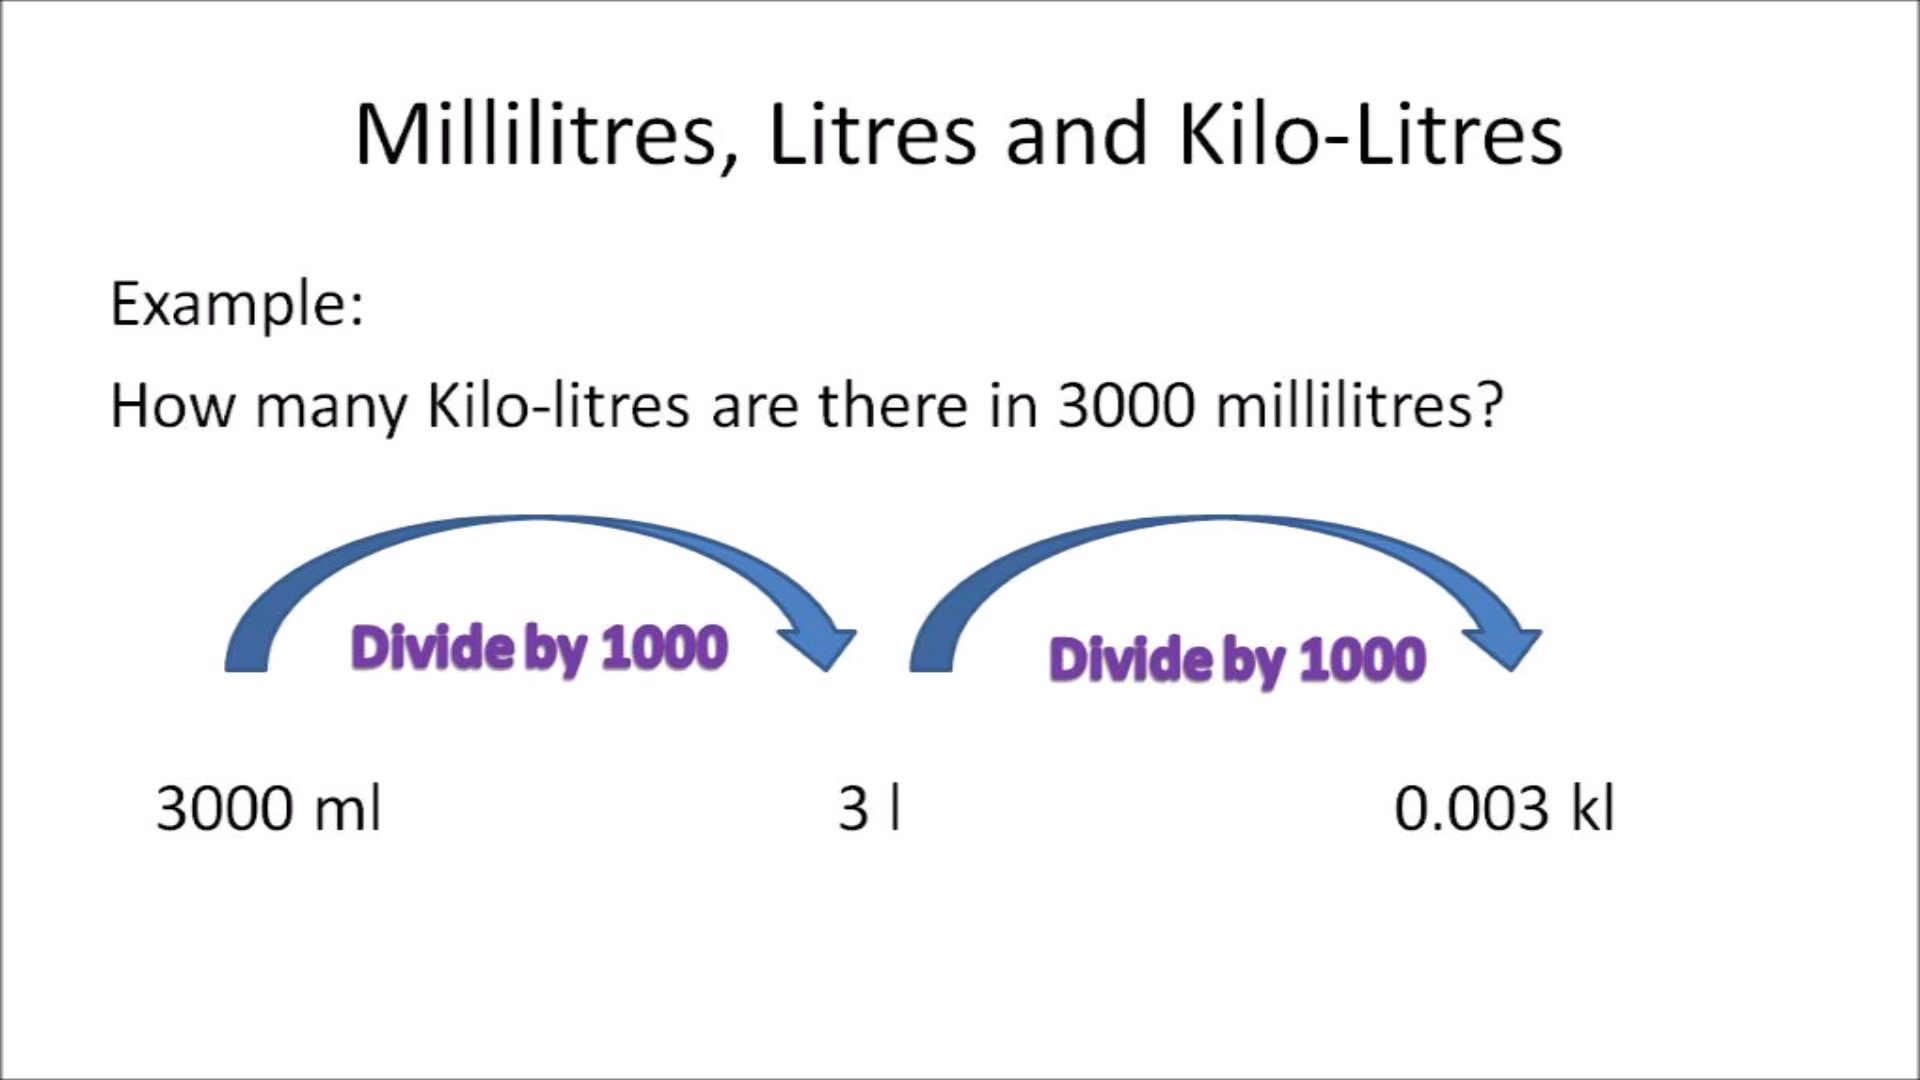 Millilitres, Litres and Kilo-Litres
Example:
How many Kilo-litres are there in 3000 millilitres?
Divide by 1000
Divide by 1000
3000 ml
3 l
0.003 kl